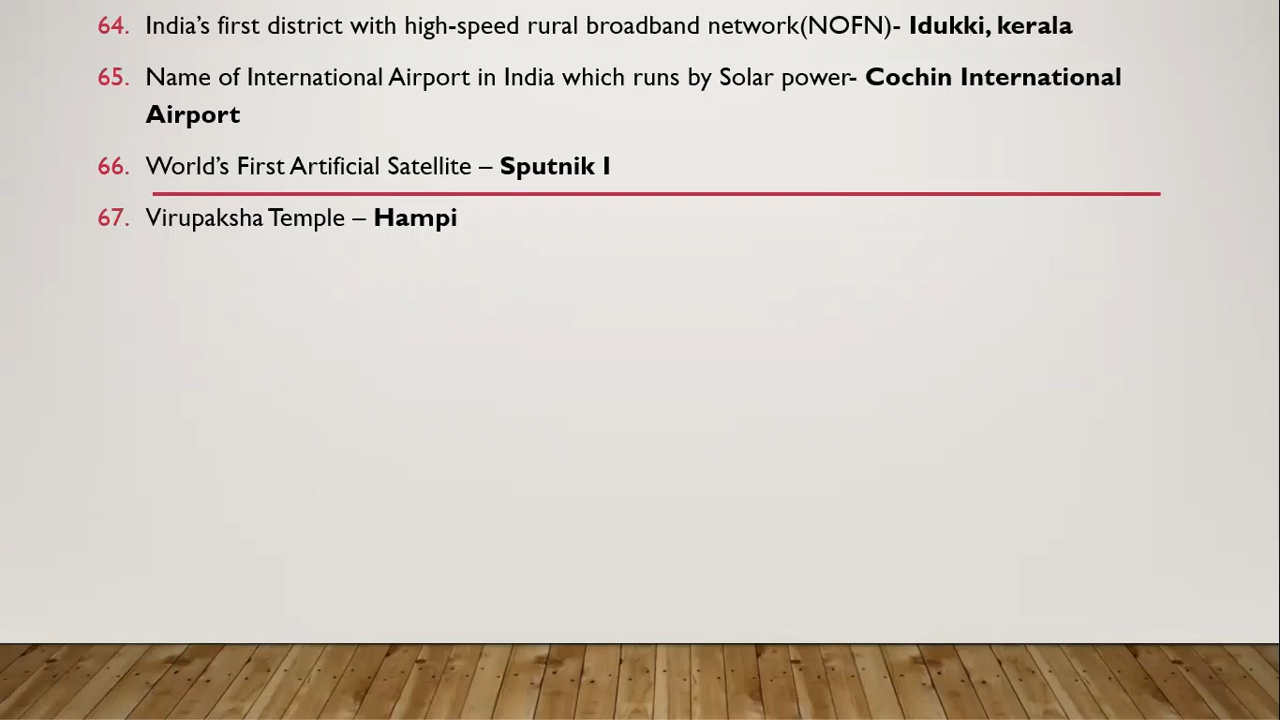 64. India’s first district with high-speed rural broadband network(NOFN)- Idukki, kerala
65. Name of International Airport in India which runs by Solar power- Cochin International
Airport
66. World’s First Artificial Satellite – Sputnik I
67. Virupaksha Temple – Hampi